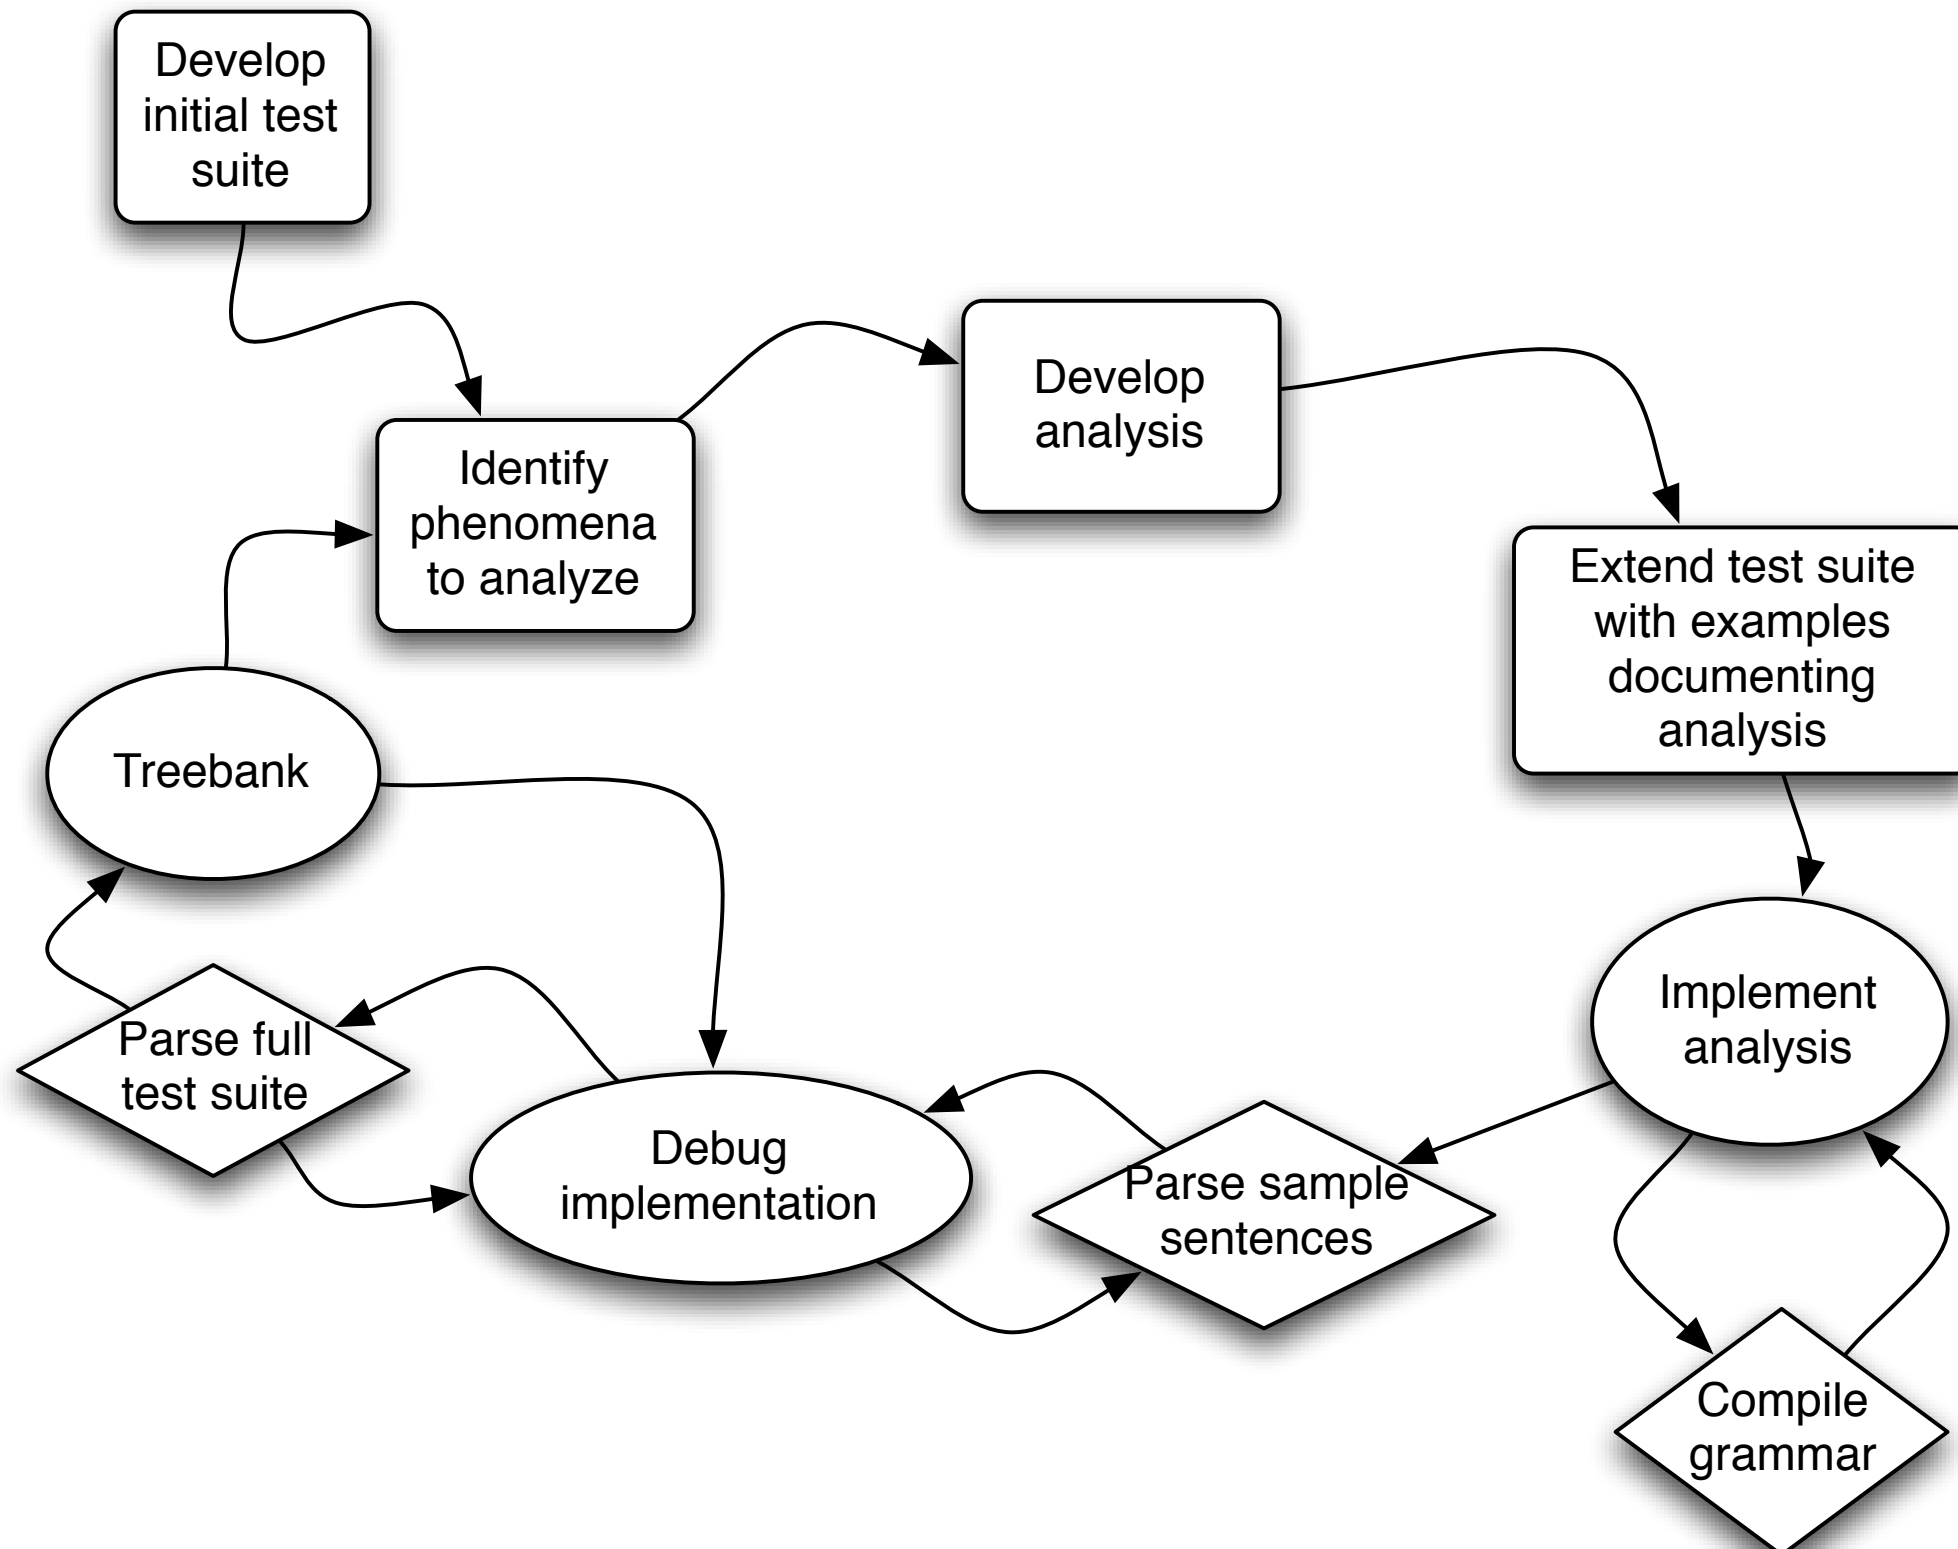 Develop
initial test
suite
Identify
phenomena
to analyze
Develop
analysis
Extend test suite
with examples
documenting
analysis
Treebank
Parse full
test suite
Debug
implementation
Parse sample
sentences
Implement
analysis
Compile
grammar